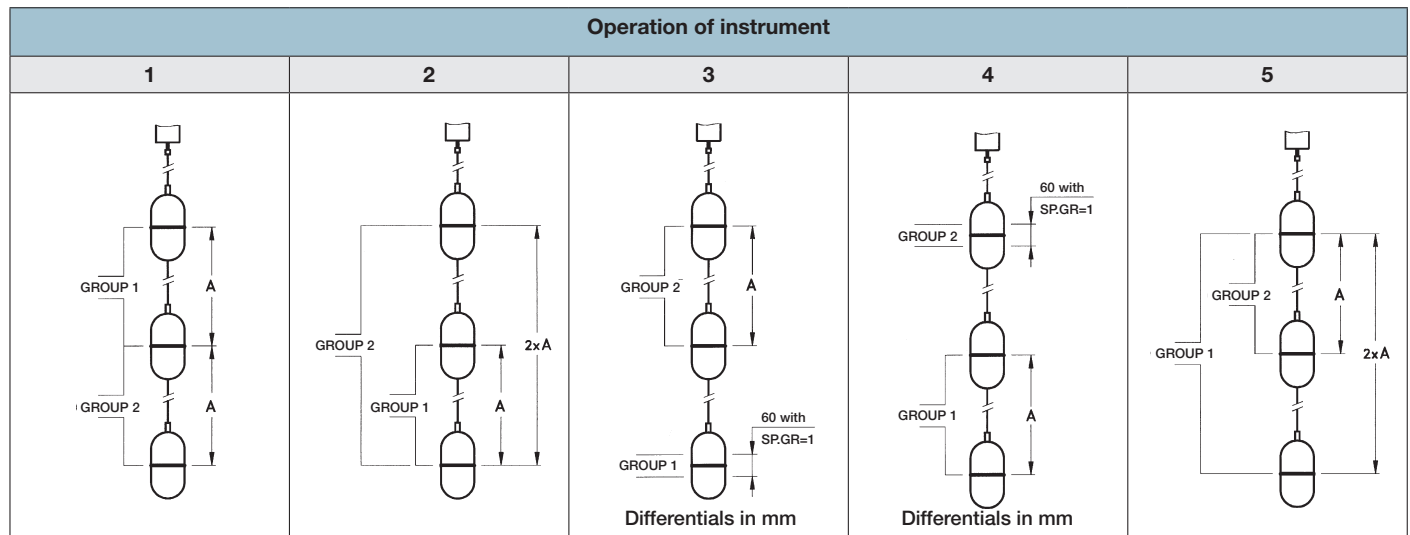 Operation of instrument
1
2
3
4
5
GROUP 1
A
GROUP 2
A
GROUP 2
2xA
GROUP 1
A
GROUP 2
A
60 with
SP.GR=1
GROUP 1
Differentials in mm
60 with
SP.GR=1
GROUP 2
GROUP 1
A
Differentials in mm
GROUP 2
A
GROUP 1
2xA